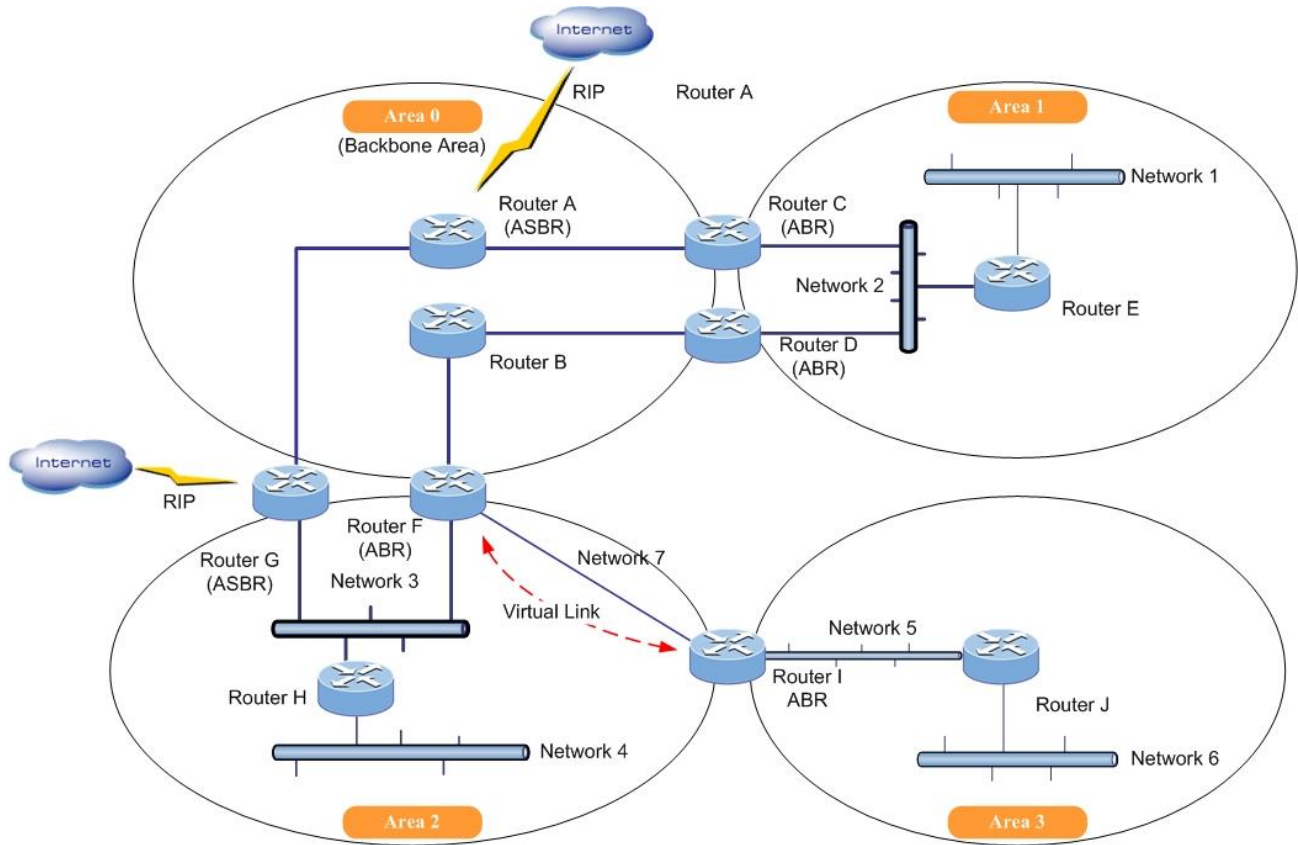 Internet
RIP
Router A
Area 0
(Backbone Area)
Area 1
Network 1
Router A
(ASBR)
Router C
(ABR)
Network 2
Router E
Router B
Router D
(ABR)
Internet
RIP
Router G
(ASBR)
Router F
(ABR)
Network 3
Network 7
Virtual Link
Network 5
Router I
ABR
Router J
Router H
Network 4
Network 6
Area 2
Area 3